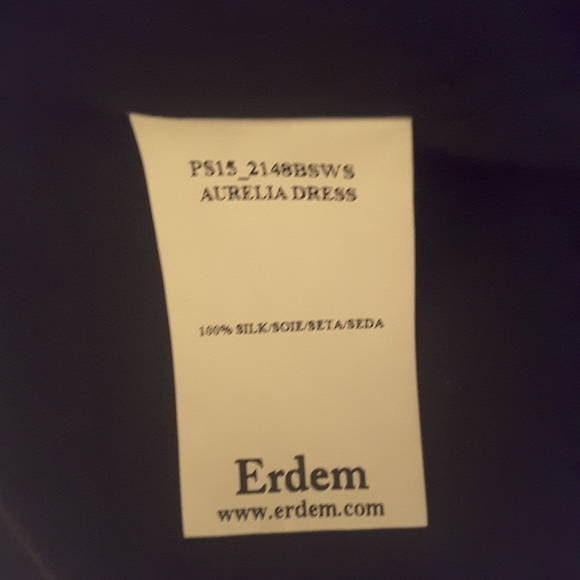 PS15_2148BSWS
AURELIA DRESS
100% SILK/SOIE/SETA/SEDA
Erdem
www.erdem.com